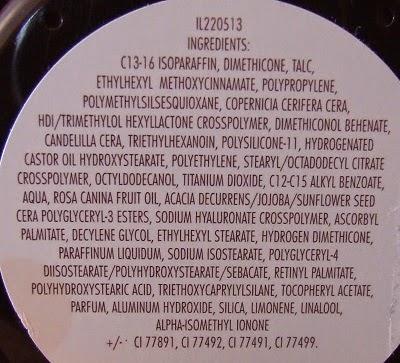 IL220513
INGREDIENTS:
C13-16 ISOPARAFFIN, DIMETHICONE, TALC,
ETHYLHEXYL METHOXYCINNAMATE, POLYPROPYLENE,
POLYMETHYLSILSESQUIOXANE, COPERNICIA CERIFERA CERA,
HDI/TRIMETHYLOL HEXYLLACTONE CROSSPOLYMER, DIMETHICONOL BEHENATE,
CANDELILLA CERA, TRIETHYLHEXANOIN, POLYSILICONE-11, HYDROGENATED
CASTOR OIL HYDROXYSTEARATE, POLYETHYLENE, STEARYL/OCTADODECYL CITRATE
CROSSPOLYMER, OCTYLDODECANOL, TITANIUM DIOXIDE, C12-C15 ALKYL BENZOATE,
AQUA, ROSA CANINA FRUIT OIL, ACACIA DECURRENS/JOJOBA/SUNFLOWER SEED
CERA POLYGLYCERYL-3 ESTERS, SODIUM HYALURONATE CROSSPOLYMER, ASCORBYL
PALMITATE, DECYLENE GLYCOL, ETHYLHEXYL STEARATE, HYDROGEN DIMETHICONE,
PARAFFINUM LIQUIDUM, SODIUM ISOSTEARATE, POLYGLYCERYL-4
DIISOSTEARATE/POLYHYDROXYSTEARATE/SEBACATE, RETINYL PALMITATE,
POLYHYDROXYSTEARIC ACID, TRIETHOXYCAPRYLYLSILANE, TOCOPHERYL ACETATE,
PARFUM, ALUMINUM HYDROXIDE, SILICA, LIMONENE, LINALOOL,
ALPHA-ISOMETHYL IONONE
+/-: CI 77891, CI 77492, CI 77491, CI 77499.